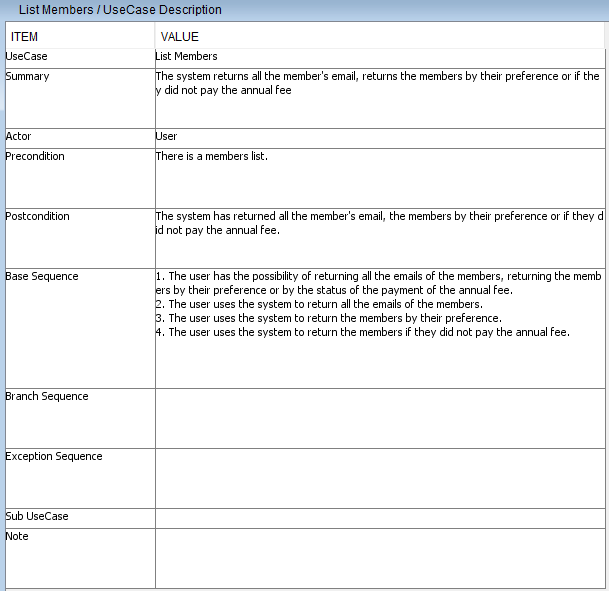 List Members / UseCase Description
ITEM VALUE
UseCase List Members
Summary The system returns all the member's email, returns the members by their preference or if the
y did not pay the annual fee
Actor User
Precondition There is a members list.
Postcondition The system has returned all the member's email, the members by their preference or if they d
id not pay the annual fee.
Base Sequence 1. The user has the possibility of returning all the emails of the members, returning the memb
ers by their preference or by the status of the payment of the annual fee.
2. The user uses the system to return all the emails of the members.
3. The user uses the system to return the members by their preference.
4. The user uses the system to return the members if they did not pay the annual fee.
Branch Sequence
Exception Sequence
Sub UseCase
Note